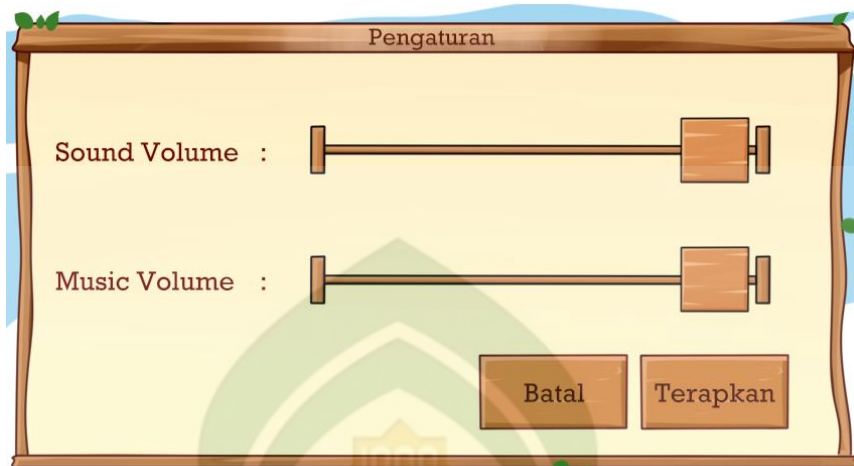 Pengaturan
Sound Volume :
Music Volume :
Batal Terapkan